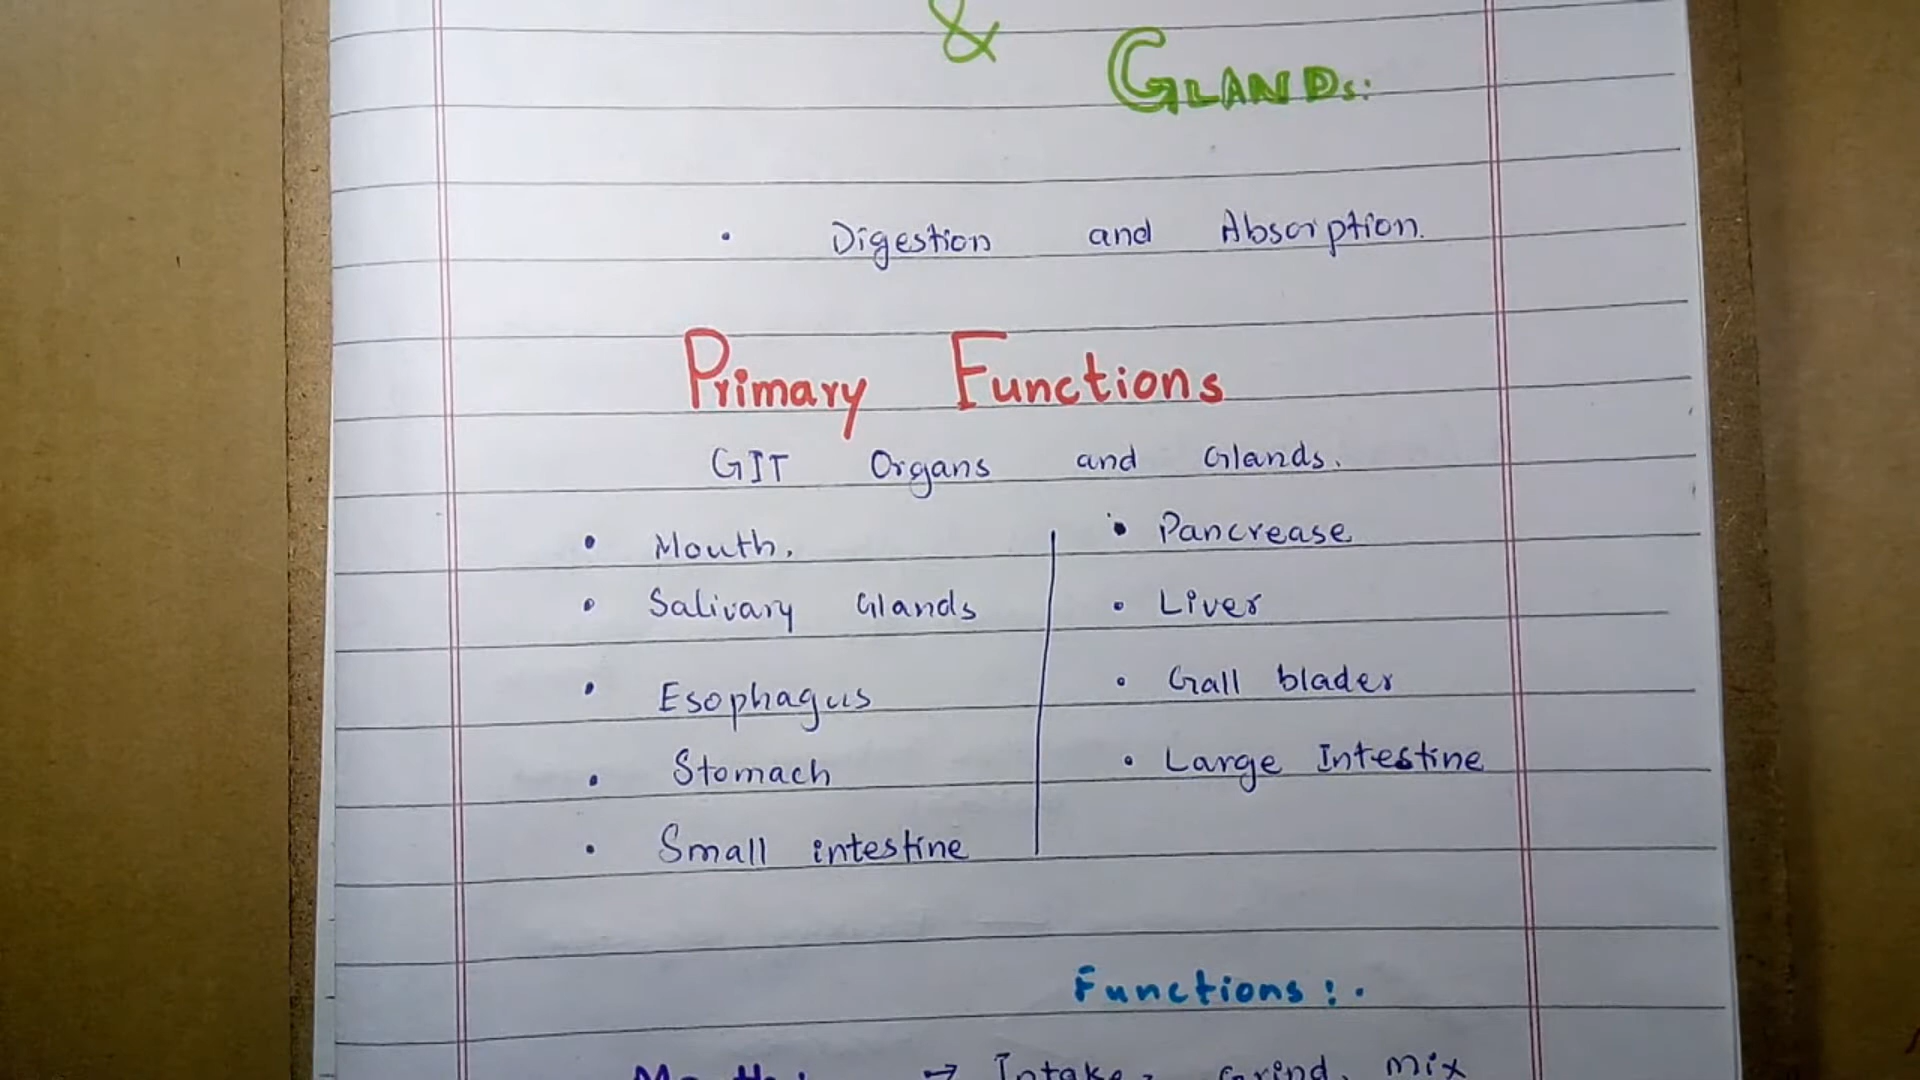 &
GLANDs:
• Digestion and Absorption.
Primary Functions
GIT Organs and Glands.
• Mouth.
• Salivary Glands
• Esophagus
• Stomach
• Small intestine
• Pancrease
• Liver
• Gall blader
• Large Intestine
Functions:.
Mouth: → Intake, Grind, mix